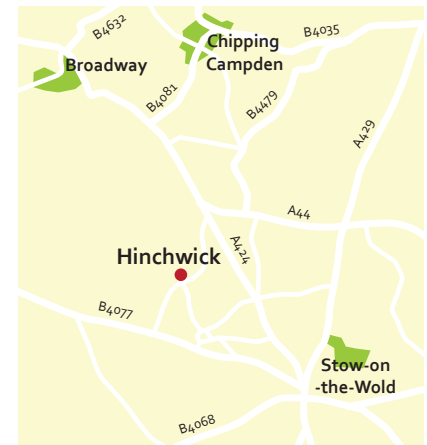 B4632
Chipping
Campden
B4035
Broadway
B4081
B4479
A429
A44
A424
Hinchwick
B4077
Stow-on
-the-Wold
B4068